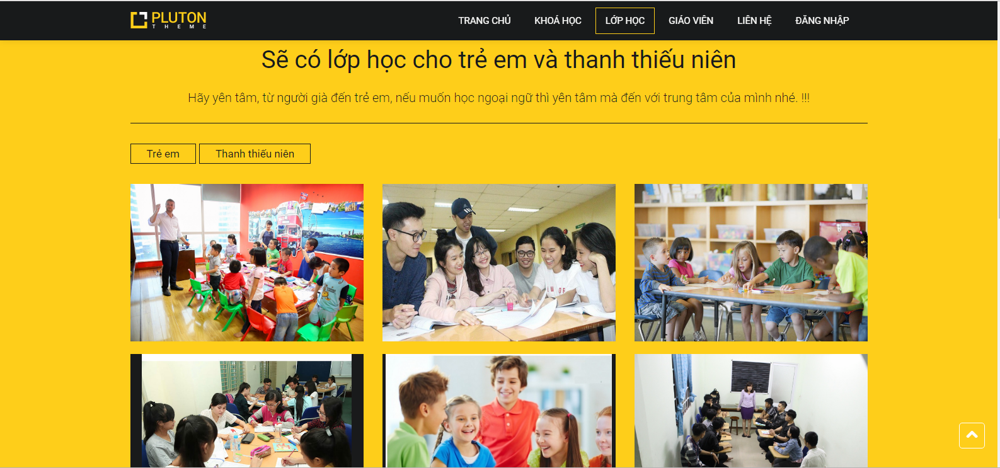 PLUTON
THEME
TRANG CHỦ KHOÁ HỌC LỚP HỌC GIÁO VIÊN LIÊN HỆ ĐĂNG NHẬP
Sẽ có lớp học cho trẻ em và thanh thiếu niên
Hãy yên tâm, từ người già đến trẻ em, nếu muốn học ngoại ngữ thì yên tâm mà đến với trung tâm của mình nhé. !!!
Trẻ em Thanh thiếu niên